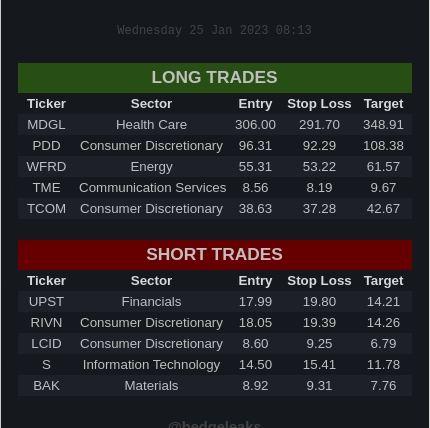 Wednesday 25 Jan 2023 08:13
LONG TRADES
Ticker Sector Entry Stop Loss Target
MDGL Health Care 306.00 291.70 348.91
PDD Consumer Discretionary 96.31 92.29 108.38
WFRD Energy 55.31 53.22 61.57
TME Communication Services 8.56 8.19 9.67
TCOM Consumer Discretionary 38.63 37.28 42.67
SHORT TRADES
Ticker Sector Entry Stop Loss Target
UPST Financials 17.99 19.80 14.21
RIVN Consumer Discretionary 18.05 19.39 14.26
LCID Consumer Discretionary 8.60 9.25 6.79
S Information Technology 14.50 15.41 11.78
BAK Materials 8.92 9.31 7.76
@hedgeleaks